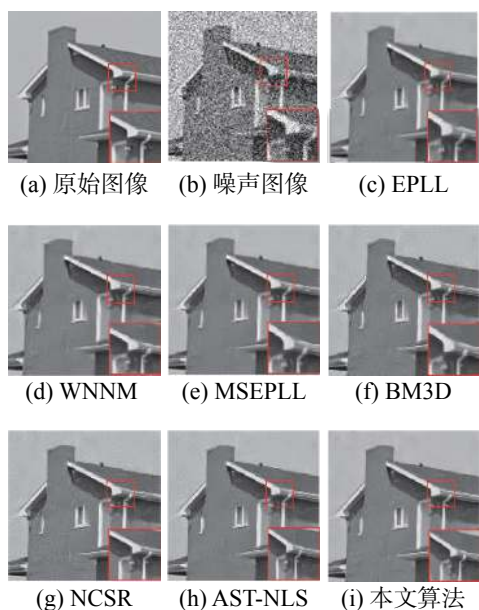 (a) 原始图像 (b) 噪声图像 (c) EPLL
(d) WNNM (e) MSEPLL (f) BM3D
(g) NCSR (h) AST-NLS (i) 本文算法